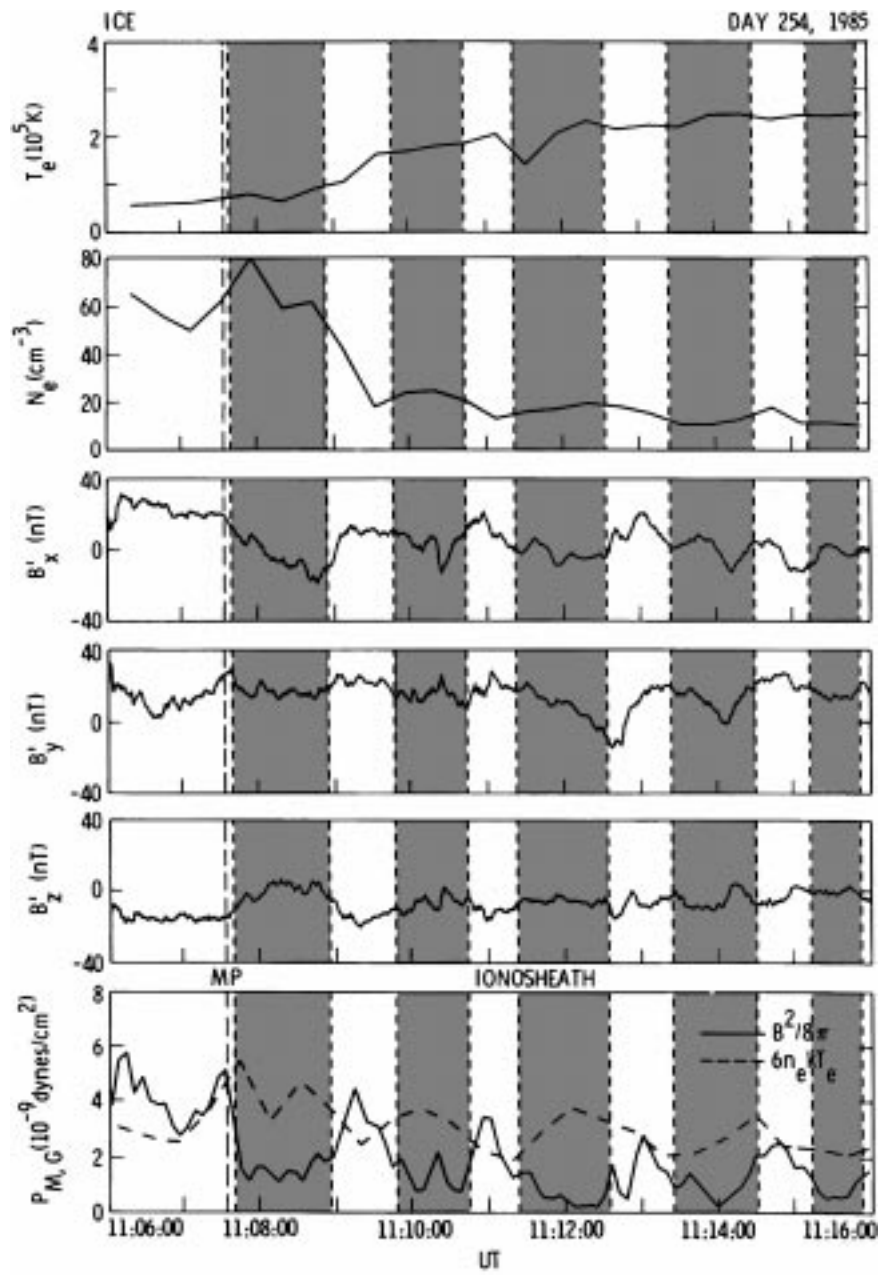 ICE DAY 254, 1985
4
2
0
T_e (10^5 K)
80
60
40
20
0
N_e (cm^-3)
40
0
-40
B'_x (nT)
40
0
-40
B'_y (nT)
40
0
-40
B'_z (nT)
MP IONOSHEATH
8
6
4
2
0
P_M,G (10^-9 dynes/cm^2)
B^2/8π
6n_e kT_e
11:06:00 11:08:00 11:10:00 11:12:00 11:14:00 11:16:00
UT